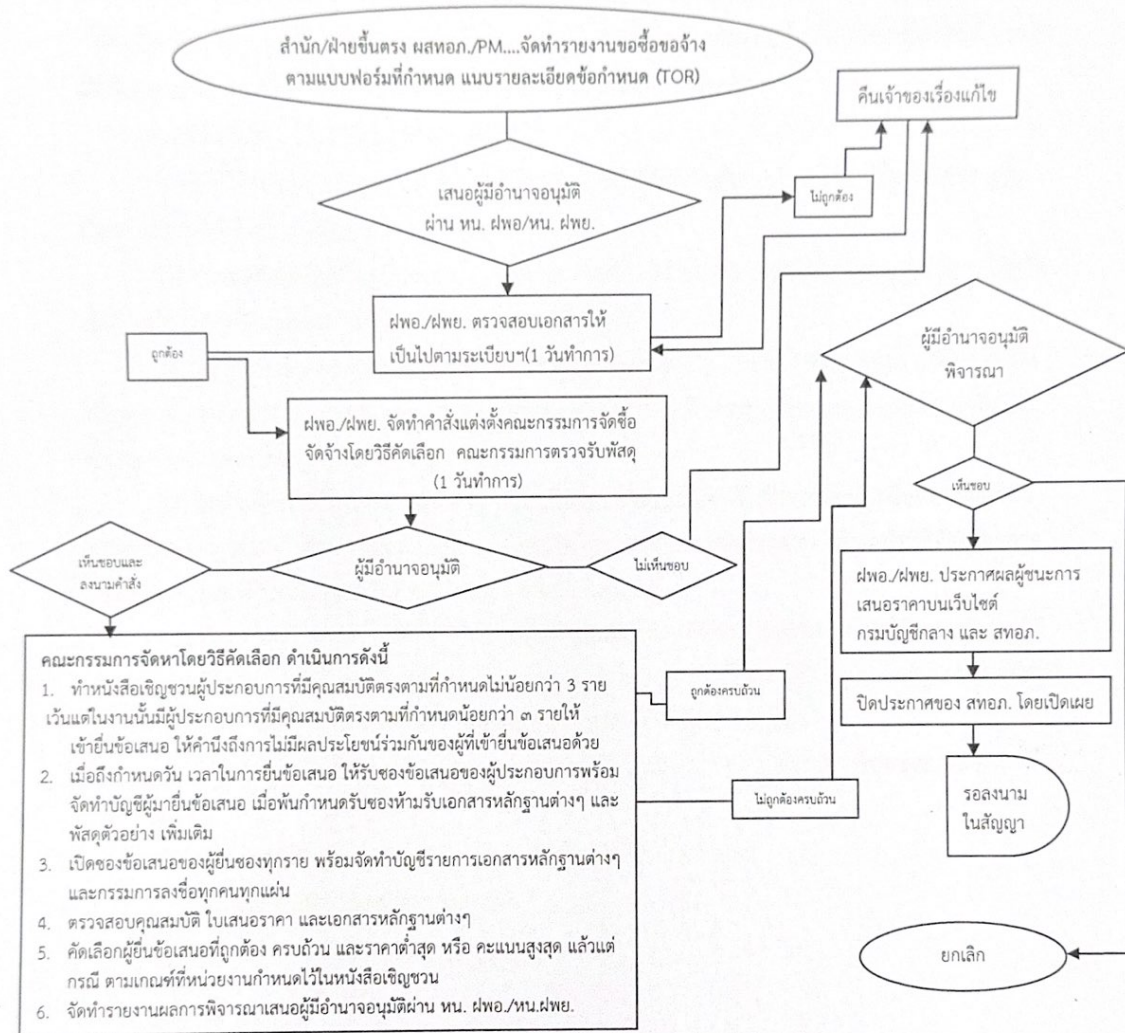 สำนัก/ฝ่ายขึ้นตรง ผสทอภ./PM....จัดทำรายงานขอซื้อขอจ้าง
ตามแบบฟอร์มที่กำหนด แนบรายละเอียดข้อกำหนด (TOR)
คืนเจ้าของเรื่องแก้ไข
เสนอผู้มีอำนาจอนุมัติ
ผ่าน หน. ฝพอ/หน. ฝพย.
ไม่ถูกต้อง
ฝพอ./ฝพย. ตรวจสอบเอกสารให้
เป็นไปตามระเบียบฯ(1 วันทำการ)
ถูกต้อง
ผู้มีอำนาจอนุมัติ
พิจารณา
ฝพอ./ฝพย. จัดทำคำสั่งแต่งตั้งคณะกรรมการจัดซื้อ
จัดจ้างโดยวิธีคัดเลือก คณะกรรมการตรวจรับพัสดุ
(1 วันทำการ)
เห็นชอบ
เห็นชอบและ
ลงนามคำสั่ง
ผู้มีอำนาจอนุมัติ
ไม่เห็นชอบ
ฝพอ./ฝพย. ประกาศผลผู้ชนะการ
เสนอราคาบนเว็บไซต์
กรมบัญชีกลาง และ สทอภ.
คณะกรรมการจัดหาโดยวิธีคัดเลือก ดำเนินการดังนี้
1. ทำหนังสือเชิญชวนผู้ประกอบการที่มีคุณสมบัติตรงตามที่กำหนดไม่น้อยกว่า 3 ราย
เว้นแต่ในงานนั้นมีผู้ประกอบการที่มีคุณสมบัติตรงตามที่กำหนดน้อยกว่า ๓ รายให้
เข้ายื่นข้อเสนอ ให้คำนึงถึงการไม่มีผลประโยชน์ร่วมกันของผู้ที่เข้ายื่นข้อเสนอด้วย
2. เมื่อถึงกำหนดวัน เวลาในการยื่นข้อเสนอ ให้รับซองข้อเสนอของผู้ประกอบการพร้อม
จัดทำบัญชีผู้มายื่นข้อเสนอ เมื่อพ้นกำหนดรับซองห้ามรับเอกสารหลักฐานต่างๆ และ
พัสดุตัวอย่าง เพิ่มเติม
3. เปิดซองข้อเสนอของผู้ยื่นซองทุกราย พร้อมจัดทำบัญชีรายการเอกสารหลักฐานต่างๆ
และกรรมการลงชื่อทุกคนทุกแผ่น
4. ตรวจสอบคุณสมบัติ ใบเสนอราคา และเอกสารหลักฐานต่างๆ
5. คัดเลือกผู้ยื่นข้อเสนอที่ถูกต้อง ครบถ้วน และราคาต่ำสุด หรือ คะแนนสูงสุด แล้วแต่
กรณี ตามเกณฑ์ที่หน่วยงานกำหนดไว้ในหนังสือเชิญชวน
6. จัดทำรายงานผลการพิจารณาเสนอผู้มีอำนาจอนุมัติผ่าน หน. ฝพอ./หน.ฝพย.
ถูกต้องครบถ้วน
ไม่ถูกต้องครบถ้วน
ปิดประกาศของ สทอภ. โดยเปิดเผย
รอลงนาม
ในสัญญา
ยกเลิก